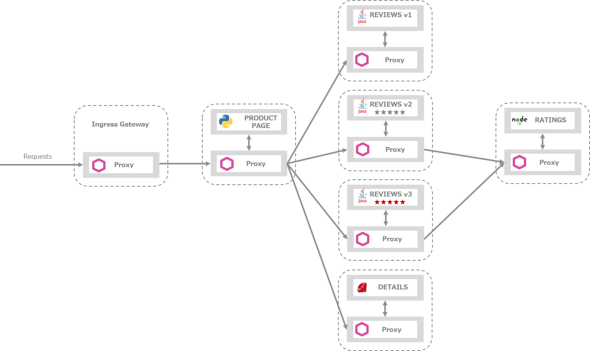 Requests
Ingress Gateway
Proxy
PRODUCT
PAGE
Proxy
Java
REVIEWS v1
Proxy
Java
REVIEWS v2
Proxy
Java
REVIEWS v3
Proxy
DETAILS
Proxy
node
RATINGS
Proxy